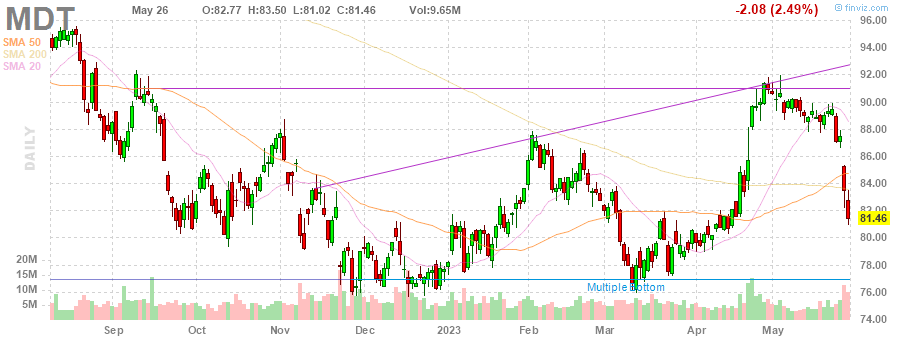 MDT May 26 O:82.77 H:83.50 L:81.02 C:81.46 Vol:9.65M -2.08 (2.49%) © finviz.com
SMA 50
SMA 200
SMA 20
DAILY
96.00
94.00
92.00
90.00
88.00
86.00
84.00
82.00
81.46
80.00
78.00
76.00
74.00
20M
15M
10M
5M
Multiple Bottom
Sep Oct Nov Dec 2023 Feb Mar Apr May